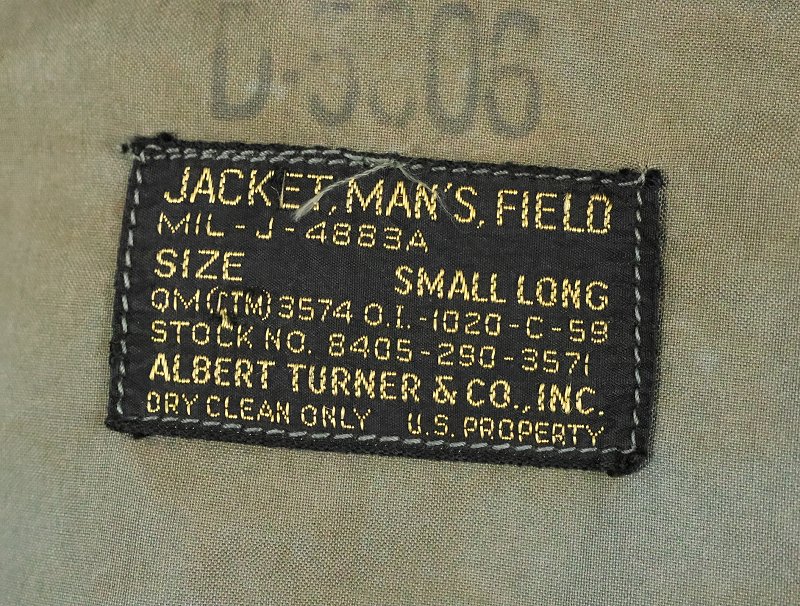 D-5006
JACKET, MAN'S, FIELD
MIL-J-4883A
SIZE SMALL LONG
QM (CTM) 3574 O.I.-1020-C-59
STOCK NO. 8405-290-3571
ALBERT TURNER & CO., INC.
DRY CLEAN ONLY U.S. PROPERTY